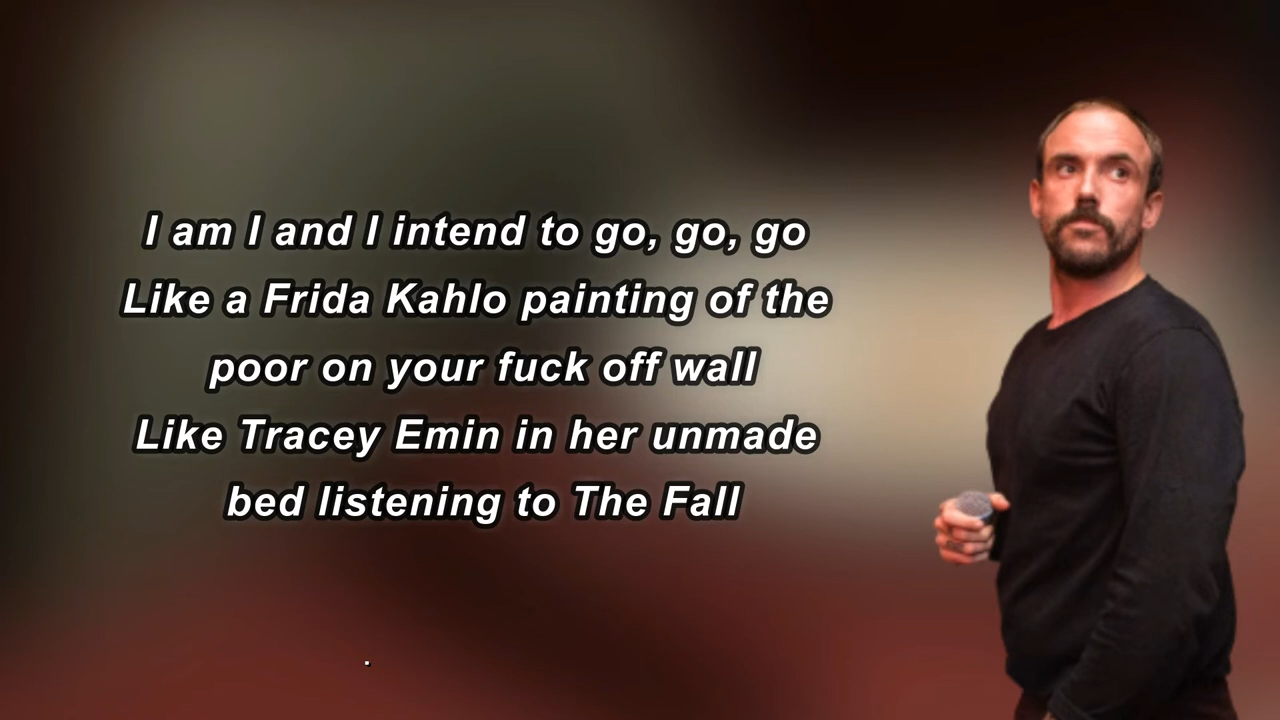 I am I and I intend to go, go, go
Like a Frida Kahlo painting of the
poor on your fuck off wall
Like Tracey Emin in her unmade
bed listening to The Fall
.